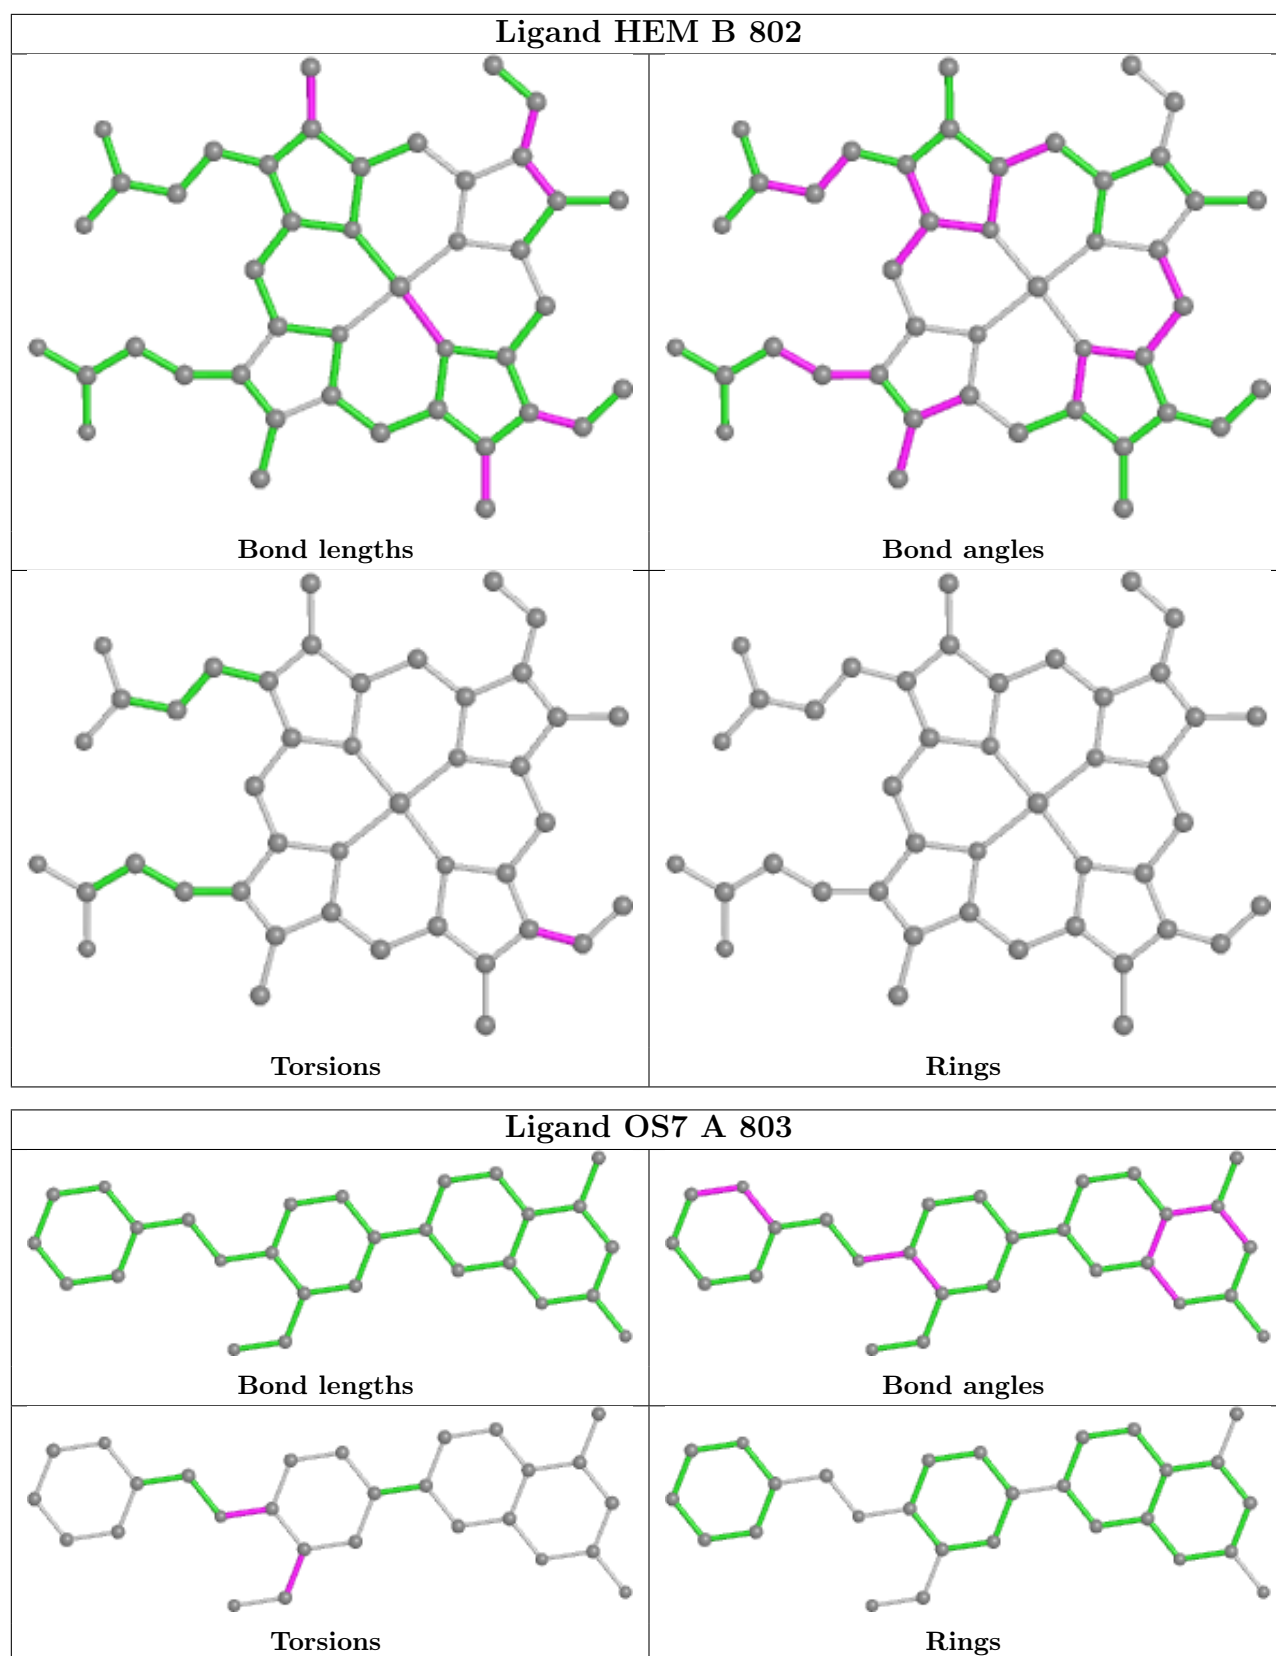 Ligand HEM B 802
Bond lengths
Bond angles
Torsions
Rings
Ligand OS7 A 803
Bond lengths
Bond angles
Torsions
Rings